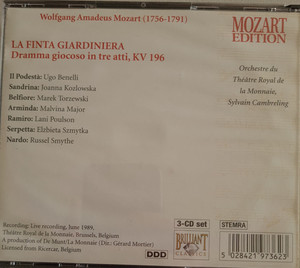 Wolfgang Amadeus Mozart (1756-1791)
MOZART
EDITION
LA FINTA GIARDINIERA
Dramma giocoso in tre atti, KV 196
Il Podestà: Ugo Benelli
Sandrina: Joanna Kozlowska
Belfiore: Marek Torzewski
Arminda: Malvina Major
Ramiro: Lani Poulson
Serpetta: Elzbieta Szmytka
Nardo: Russel Smythe
Orchestre du
Théâtre Royal de
la Monnaie,
Sylvain Cambreling
Recording: Live recording, June 1989,
Théâtre Royal de la Monnaie, Brussels, Belgium
A production of De Munt/La Monnaie (Dir.: Gérard Mortier)
Licensed from Ricercar, Belgium
DDD
3-CD set
BRILLIANT
CLASSICS
STEMRA
5 028421 973623